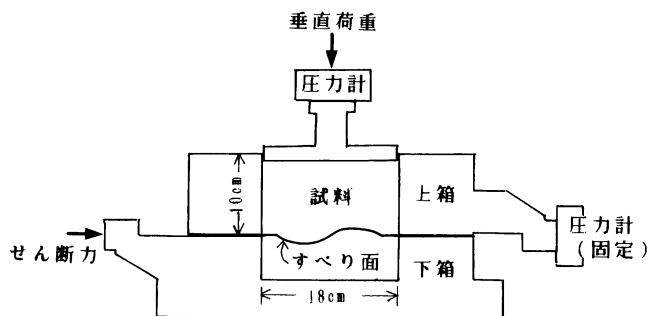 垂直荷重
圧力計
10cm
試料
上箱
せん断力
すべり面
下箱
圧力計
(固定)
18cm